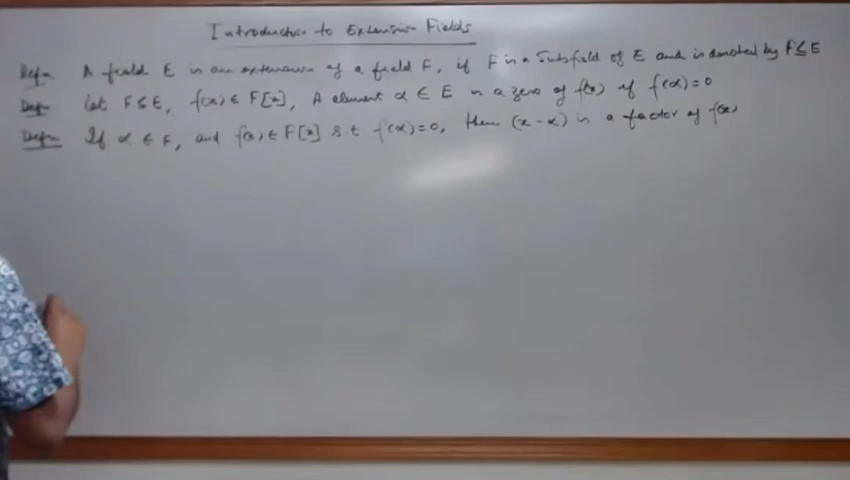 Introduction to Extension Fields
Defn A field E is an extension of a field F, if F is a Subfield of E and is denoted by F ≤ E
Defn Let F ≤ E, f(x) ∈ F[x], A element α ∈ E is a zero of f(x) if f(α) = 0
Defn If α ∈ F, and f(x) ∈ F[x] s.t f(α) = 0, then (x - α) is a factor of f(x)